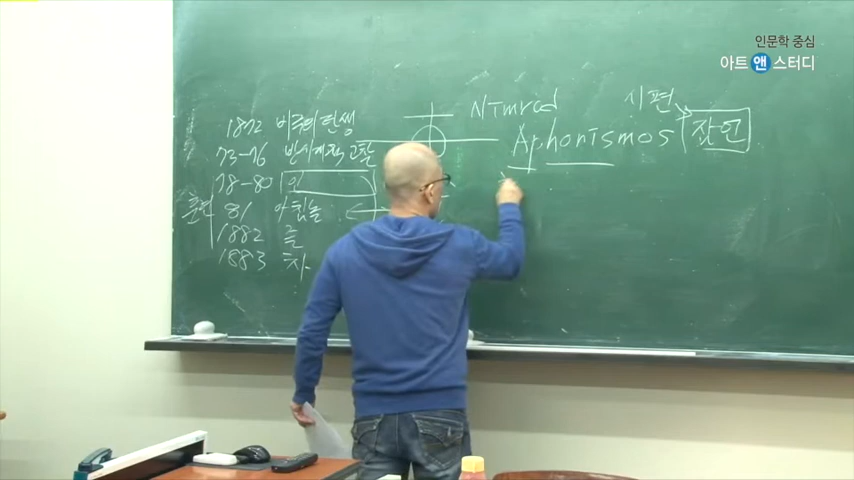 인문학 중심
아트앤스터디
1872 비극의 탄생
73-76 반시대적 고찰
78-80 인
81 아침놀
1882 즐
1883 차
NTmrcd
시편
Aphorismos 잠언